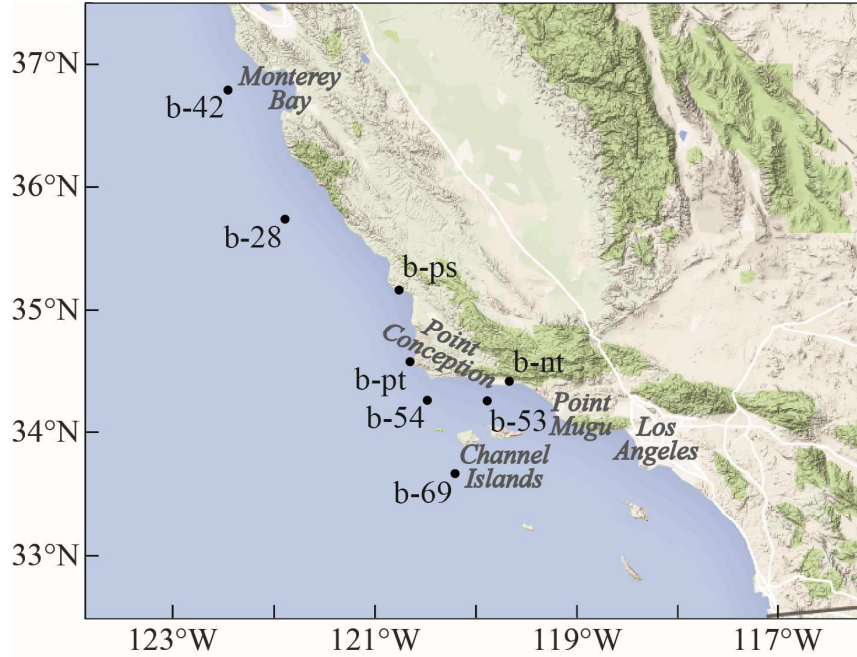 37°N
Monterey
Bay
b-42
36°N
b-28
b-ps
35°N
Point
Conception
b-nt
b-pt
b-54
b-53
Point
Mugu
34°N
Los
Angeles
Channel
Islands
b-69
33°N
123°W
121°W
119°W
117°W